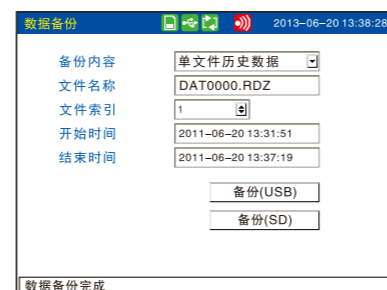 数据备份 2013-06-20 13:38:28
备份内容 单文件历史数据
文件名称 DAT0000.RDZ
文件索引 1
开始时间 2011-06-20 13:31:51
结束时间 2011-06-20 13:37:19
备份(USB)
备份(SD)
数据备份完成